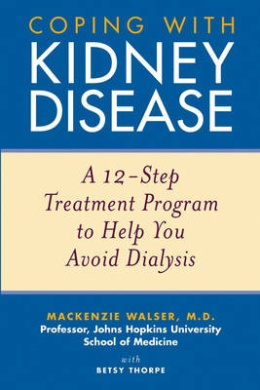 COPING WITH
KIDNEY
DISEASE
A 12-Step
Treatment Program
to Help You
Avoid Dialysis
MACKENZIE WALSER, M.D.
Professor, Johns Hopkins University
School of Medicine
with
BETSY THORPE